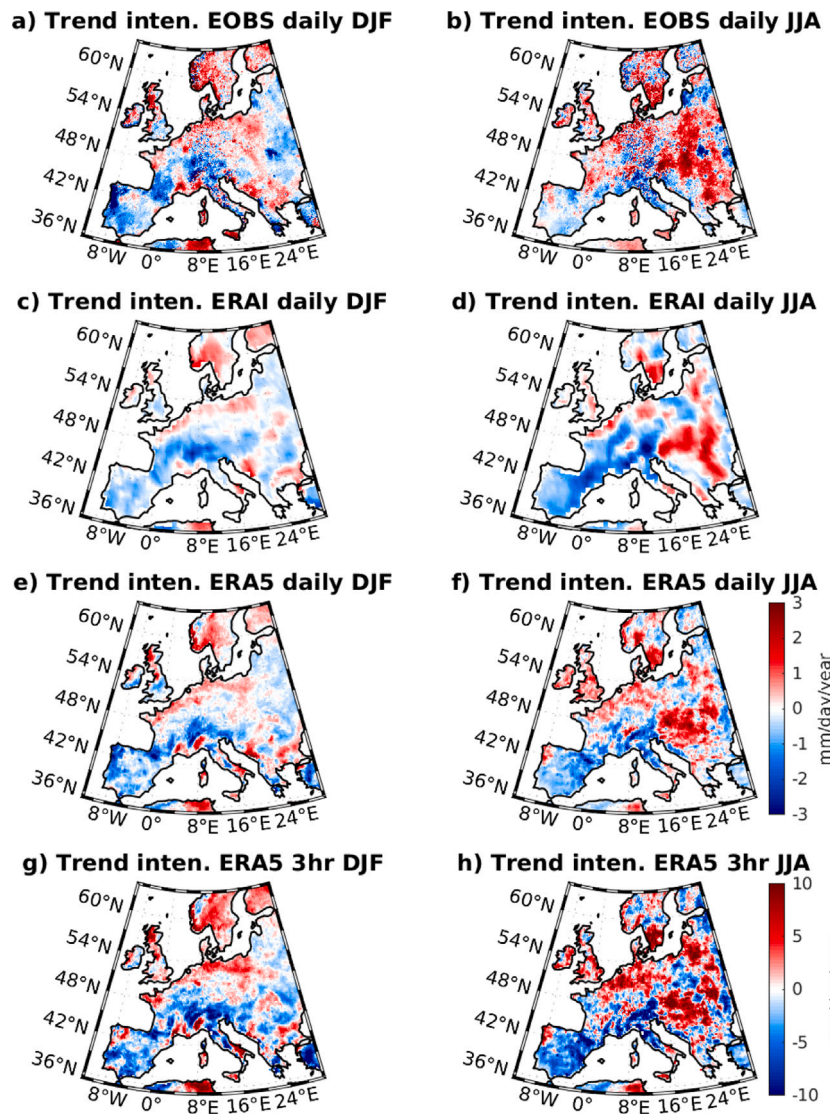 a) Trend inten. EOBS daily DJF
60°N
54°N
48°N
42°N
36°N
8°W 0° 8°E 16°E 24°E
b) Trend inten. EOBS daily JJA
60°N
54°N
48°N
42°N
36°N
8°W 0° 8°E 16°E 24°E
c) Trend inten. ERAI daily DJF
60°N
54°N
48°N
42°N
36°N
8°W 0° 8°E 16°E 24°E
d) Trend inten. ERAI daily JJA
60°N
54°N
48°N
42°N
36°N
8°W 0° 8°E 16°E 24°E
e) Trend inten. ERA5 daily DJF
60°N
54°N
48°N
42°N
36°N
8°W 0° 8°E 16°E 24°E
f) Trend inten. ERA5 daily JJA
60°N
54°N
48°N
42°N
36°N
8°W 0° 8°E 16°E 24°E
3
2
1
0
-1
-2
-3
mm/day/year
g) Trend inten. ERA5 3hr DJF
60°N
54°N
48°N
42°N
36°N
8°W 0° 8°E 16°E 24°E
h) Trend inten. ERA5 3hr JJA
60°N
54°N
48°N
42°N
36°N
8°W 0° 8°E 16°E 24°E
10
5
0
-5
-10